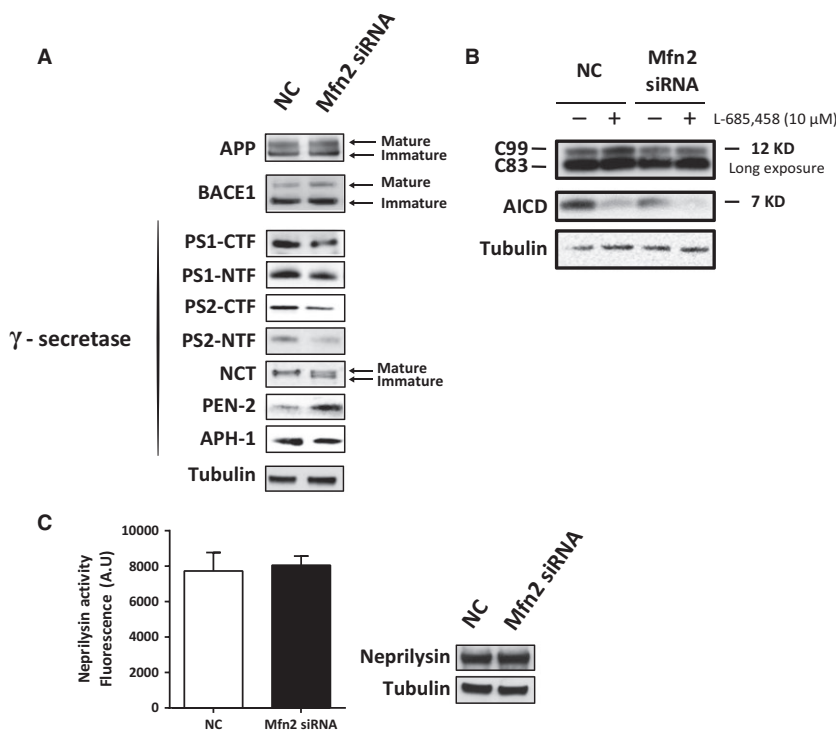 A
NC
Mfn2 siRNA
APP
Mature
Immature
BACE1
Mature
Immature
γ - secretase
PS1-CTF
PS1-NTF
PS2-CTF
PS2-NTF
NCT
Mature
Immature
PEN-2
APH-1
Tubulin
B
NC
Mfn2
siRNA
– + – + L-685,458 (10 μM)
C99
C83
12 KD
Long exposure
AICD
7 KD
Tubulin
C
Neprilysin activity
Fluorescence (A.U)
10000
8000
6000
4000
2000
0
NC
Mfn2 siRNA
NC
Mfn2 siRNA
Neprilysin
Tubulin